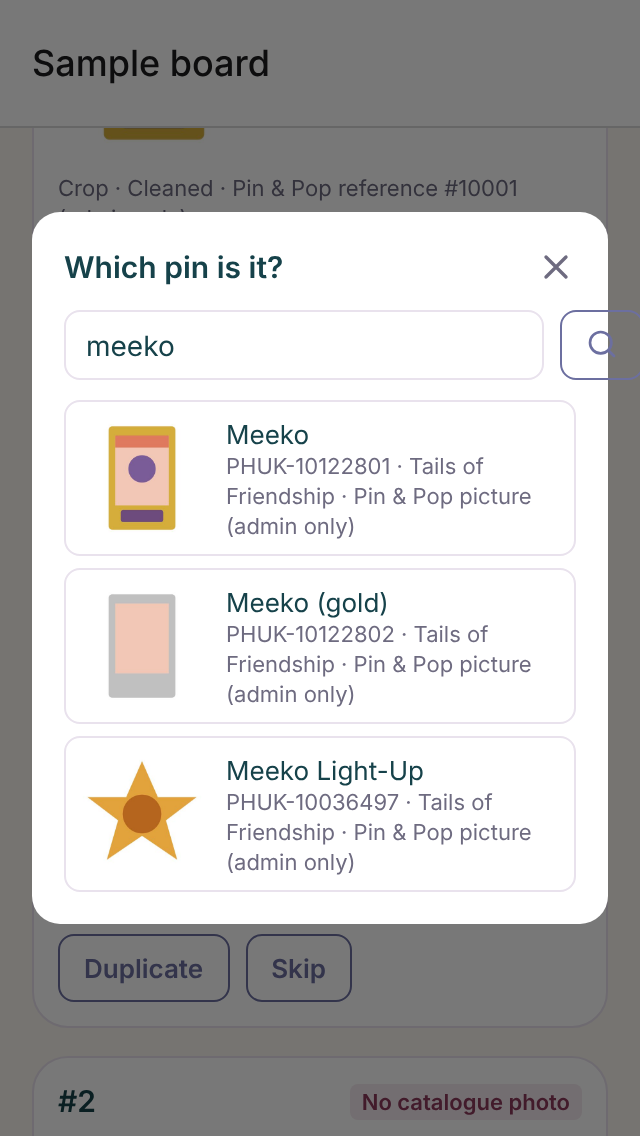 Sample board
Crop · Cleaned · Pin & Pop reference #10001
Which pin is it?
meeko
Meeko
PHUK-10122801 · Tails of
Friendship · Pin & Pop picture
(admin only)
Meeko (gold)
PHUK-10122802 · Tails of
Friendship · Pin & Pop picture
(admin only)
Meeko Light-Up
PHUK-10036497 · Tails of
Friendship · Pin & Pop picture
(admin only)
Duplicate Skip
#2 No catalogue photo